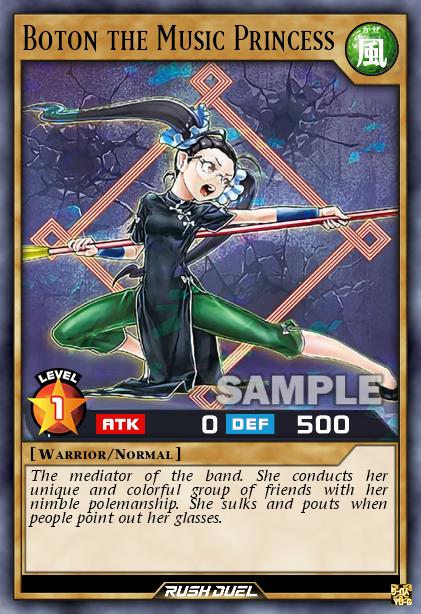 BOTON THE MUSIC PRINCESS
かぜ
風
SAMPLE
LEVEL
1
ATK 0 DEF 500
[WARRIOR/NORMAL]
The mediator of the band. She conducts her
unique and colorful group of friends with her
nimble polemanship. She sulks and pouts when
people point out her glasses.
RUSH DUEL